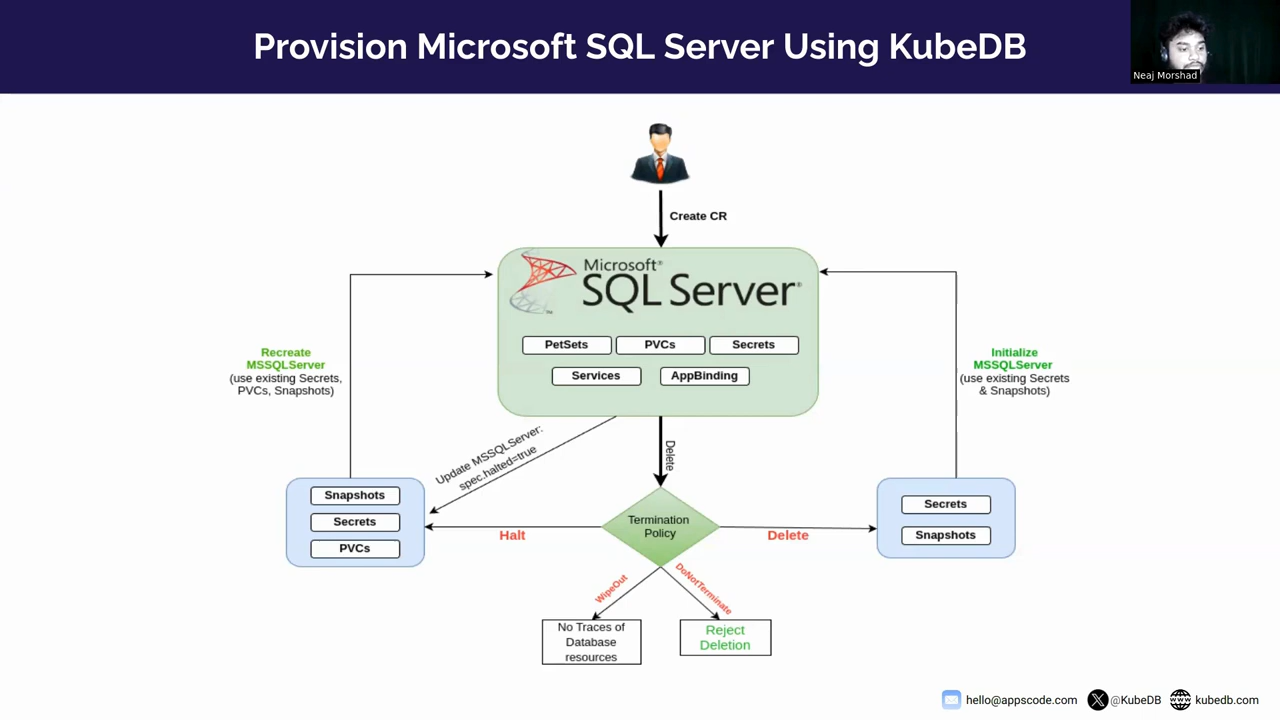 Provision Microsoft SQL Server Using KubeDB
Neaj Morshad
Create CR
Microsoft®
SQL Server®
™
PetSets
PVCs
Secrets
Services
AppBinding
Recreate
MSSQLServer
(use existing Secrets,
PVCs, Snapshots)
Initialize
MSSQLServer
(use existing Secrets
& Snapshots)
Update MSSQLServer:
spec.halted=true
Delete
Snapshots
Secrets
PVCs
Halt
Termination
Policy
Delete
Secrets
Snapshots
WipeOut
DoNotTerminate
No Traces of
Database
resources
Reject
Deletion
hello@appscode.com
@KubeDB
kubedb.com